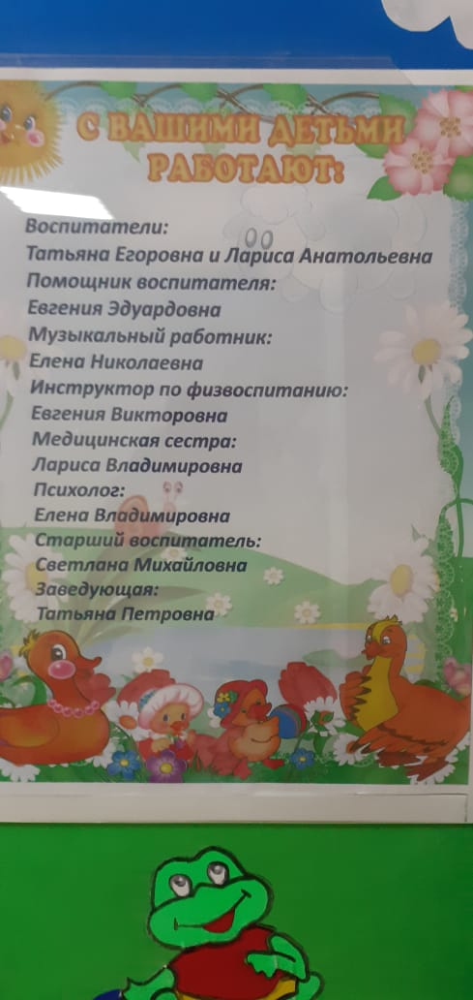 С ВАШИМИ ДЕТЬМИ
РАБОТАЮТ:
Воспитатели:
Татьяна Егоровна и Лариса Анатольевна
Помощник воспитателя:
Евгения Эдуардовна
Музыкальный работник:
Елена Николаевна
Инструктор по физвоспитанию:
Евгения Викторовна
Медицинская сестра:
Лариса Владимировна
Психолог:
Елена Владимировна
Старший воспитатель:
Светлана Михайловна
Заведующая:
Татьяна Петровна